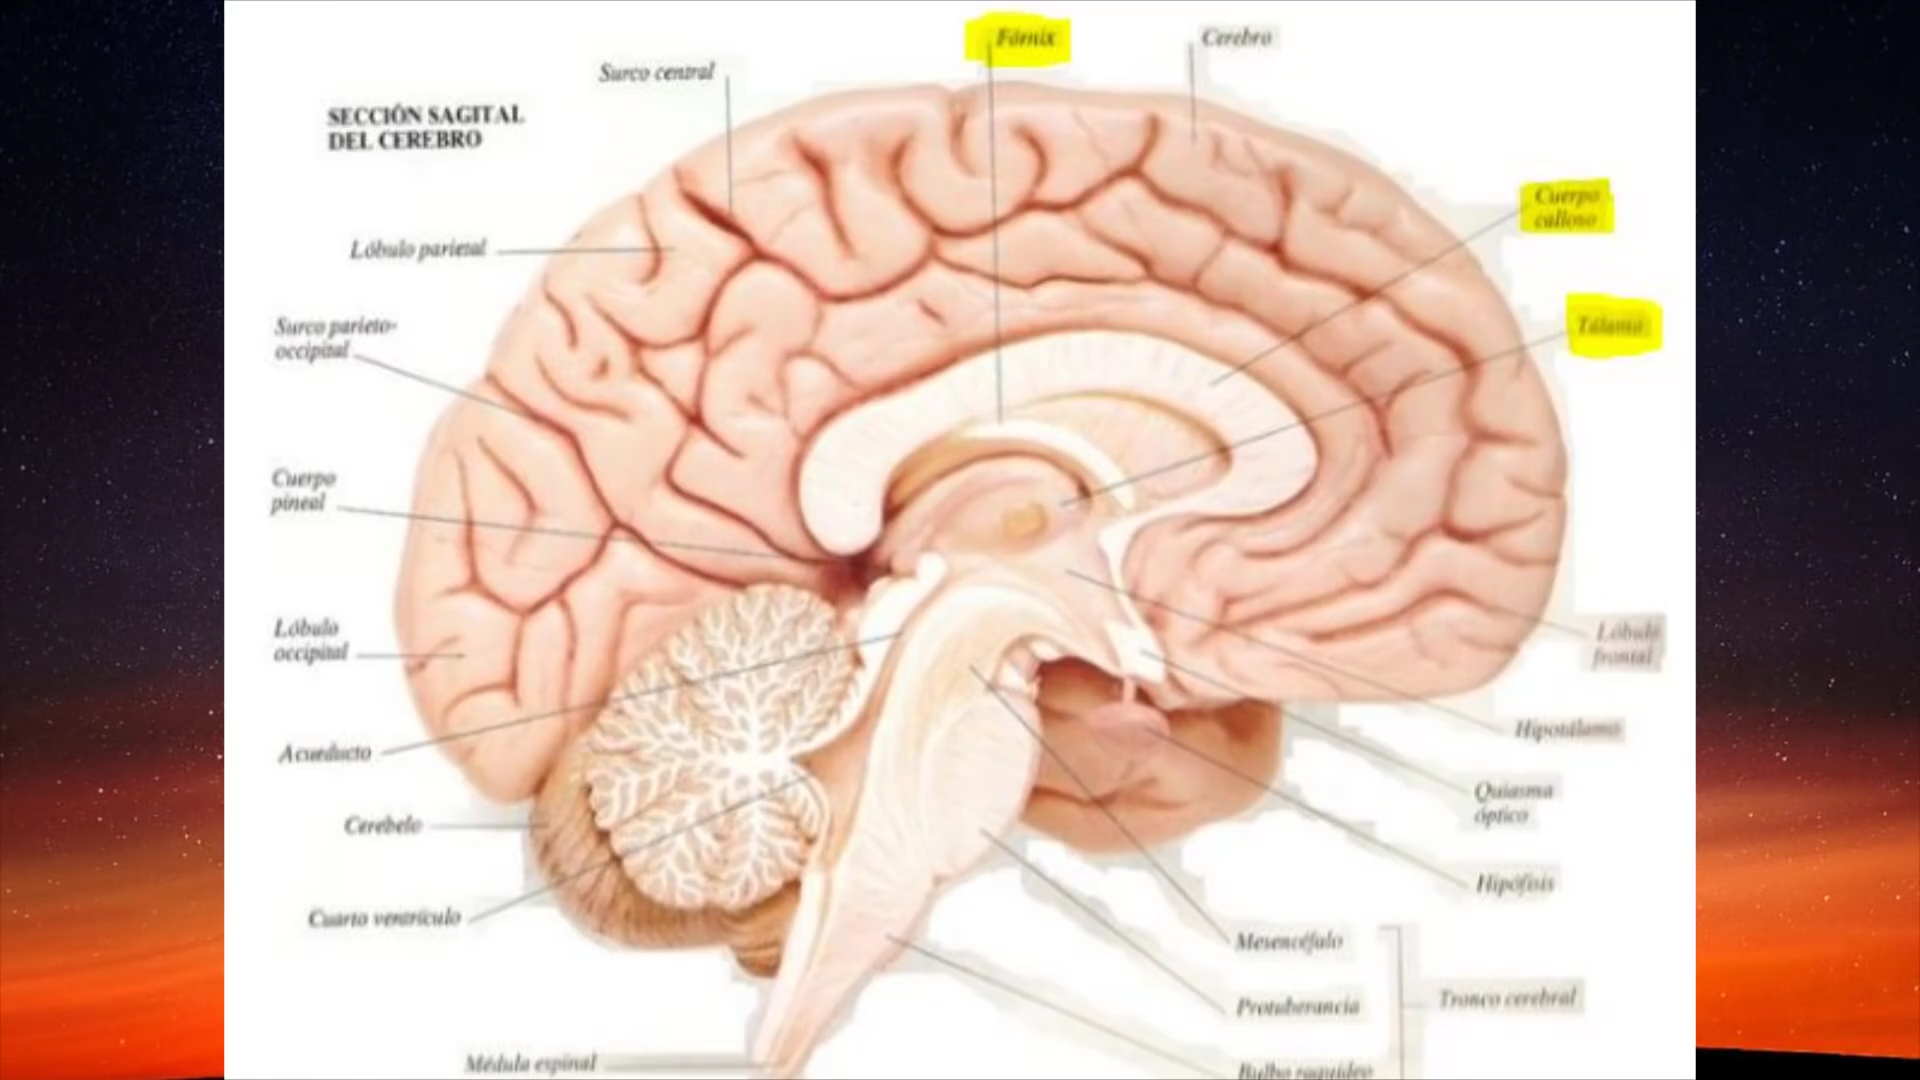 Fórnix
Cerebro
Surco central
SECCIÓN SAGITAL
DEL CEREBRO
Cuerpo
calloso
Lóbulo parietal
Tálamo
Surco parieto-
occipital
Cuerpo
pineal
Lóbulo
occipital
Lóbulo
frontal
Hipotálamo
Acueducto
Quiasma
óptico
Cerebelo
Hipófisis
Cuarto ventrículo
Mesencéfalo
Tronco cerebral
Protuberancia
Médula espinal
Bulbo raquídeo